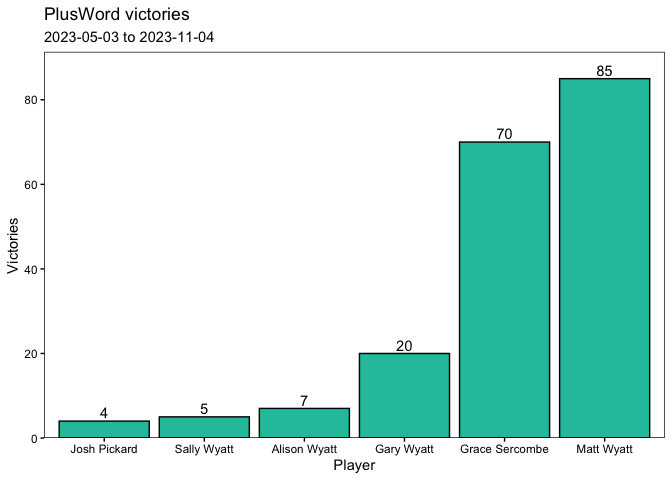 PlusWord victories
2023-05-03 to 2023-11-04
Victories
80
60
40
20
0
4
5
7
20
70
85
Josh Pickard
Sally Wyatt
Alison Wyatt
Gary Wyatt
Grace Sercombe
Matt Wyatt
Player